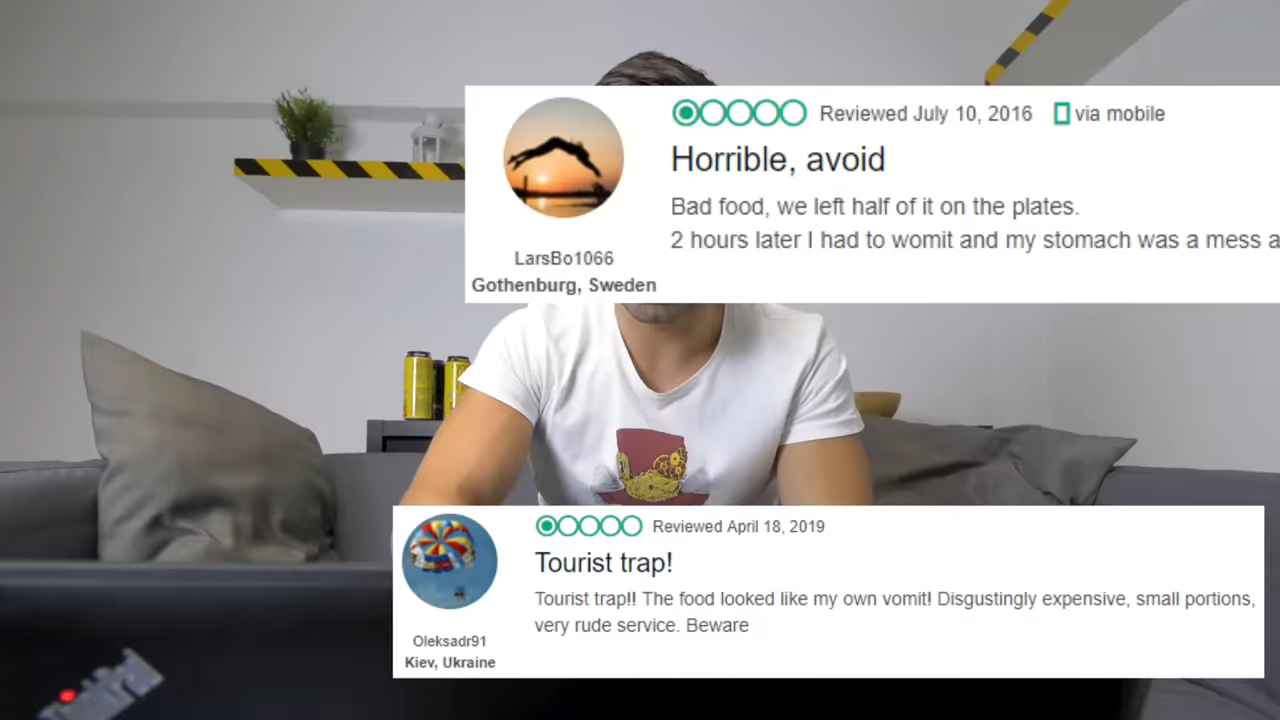 Reviewed July 10, 2016 via mobile
Horrible, avoid
Bad food, we left half of it on the plates.
2 hours later I had to womit and my stomach was a mess a
LarsBo1066
Gothenburg, Sweden
Reviewed April 18, 2019
Tourist trap!
Tourist trap!! The food looked like my own vomit! Disgustingly expensive, small portions,
very rude service. Beware
Oleksadr91
Kiev, Ukraine